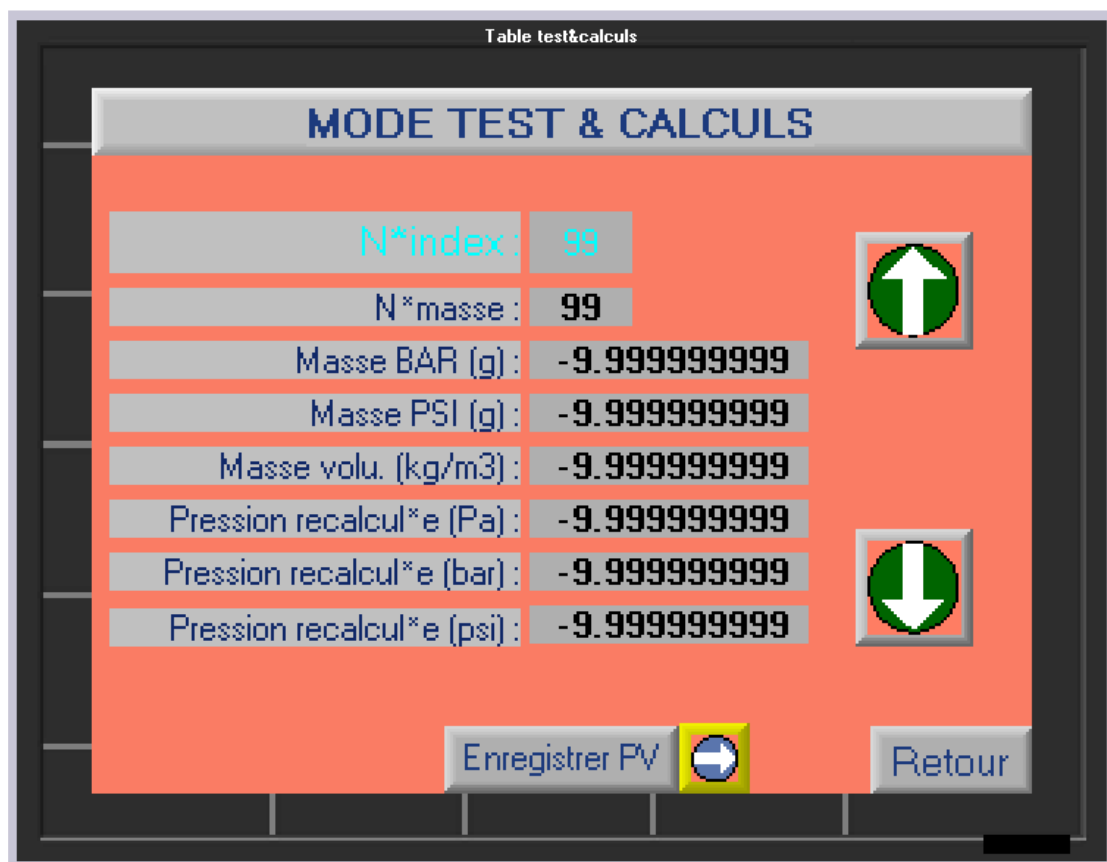 Table test&calculs
MODE TEST & CALCULS
N*index : 99
N*masse : 99
Masse BAR (g) : -9.999999999
Masse PSI (g) : -9.999999999
Masse volu. (kg/m3) : -9.999999999
Pression recalcul*e (Pa) : -9.999999999
Pression recalcul*e (bar) : -9.999999999
Pression recalcul*e (psi) : -9.999999999
Enregistrer PV
Retour